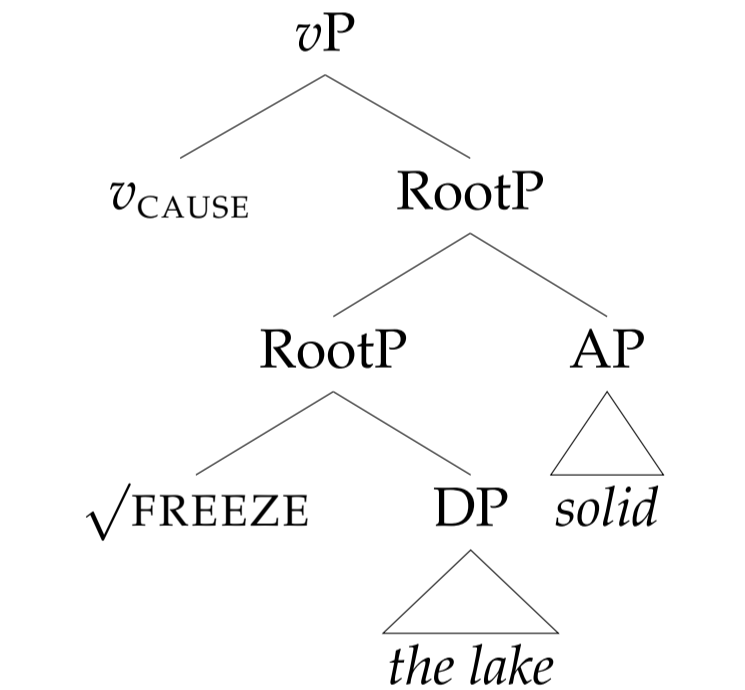 vP
vCAUSE RootP
RootP AP
√FREEZE DP solid
the lake